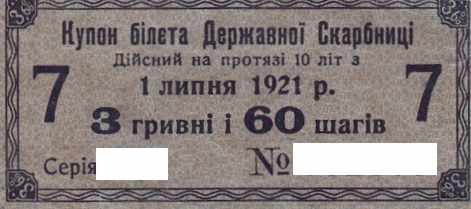 Купон білета Державної Скарбниці
Дійсний на протязі 10 літ з
7 1 липня 1921 р. 7
3 гривні і 60 шагів
Серія №